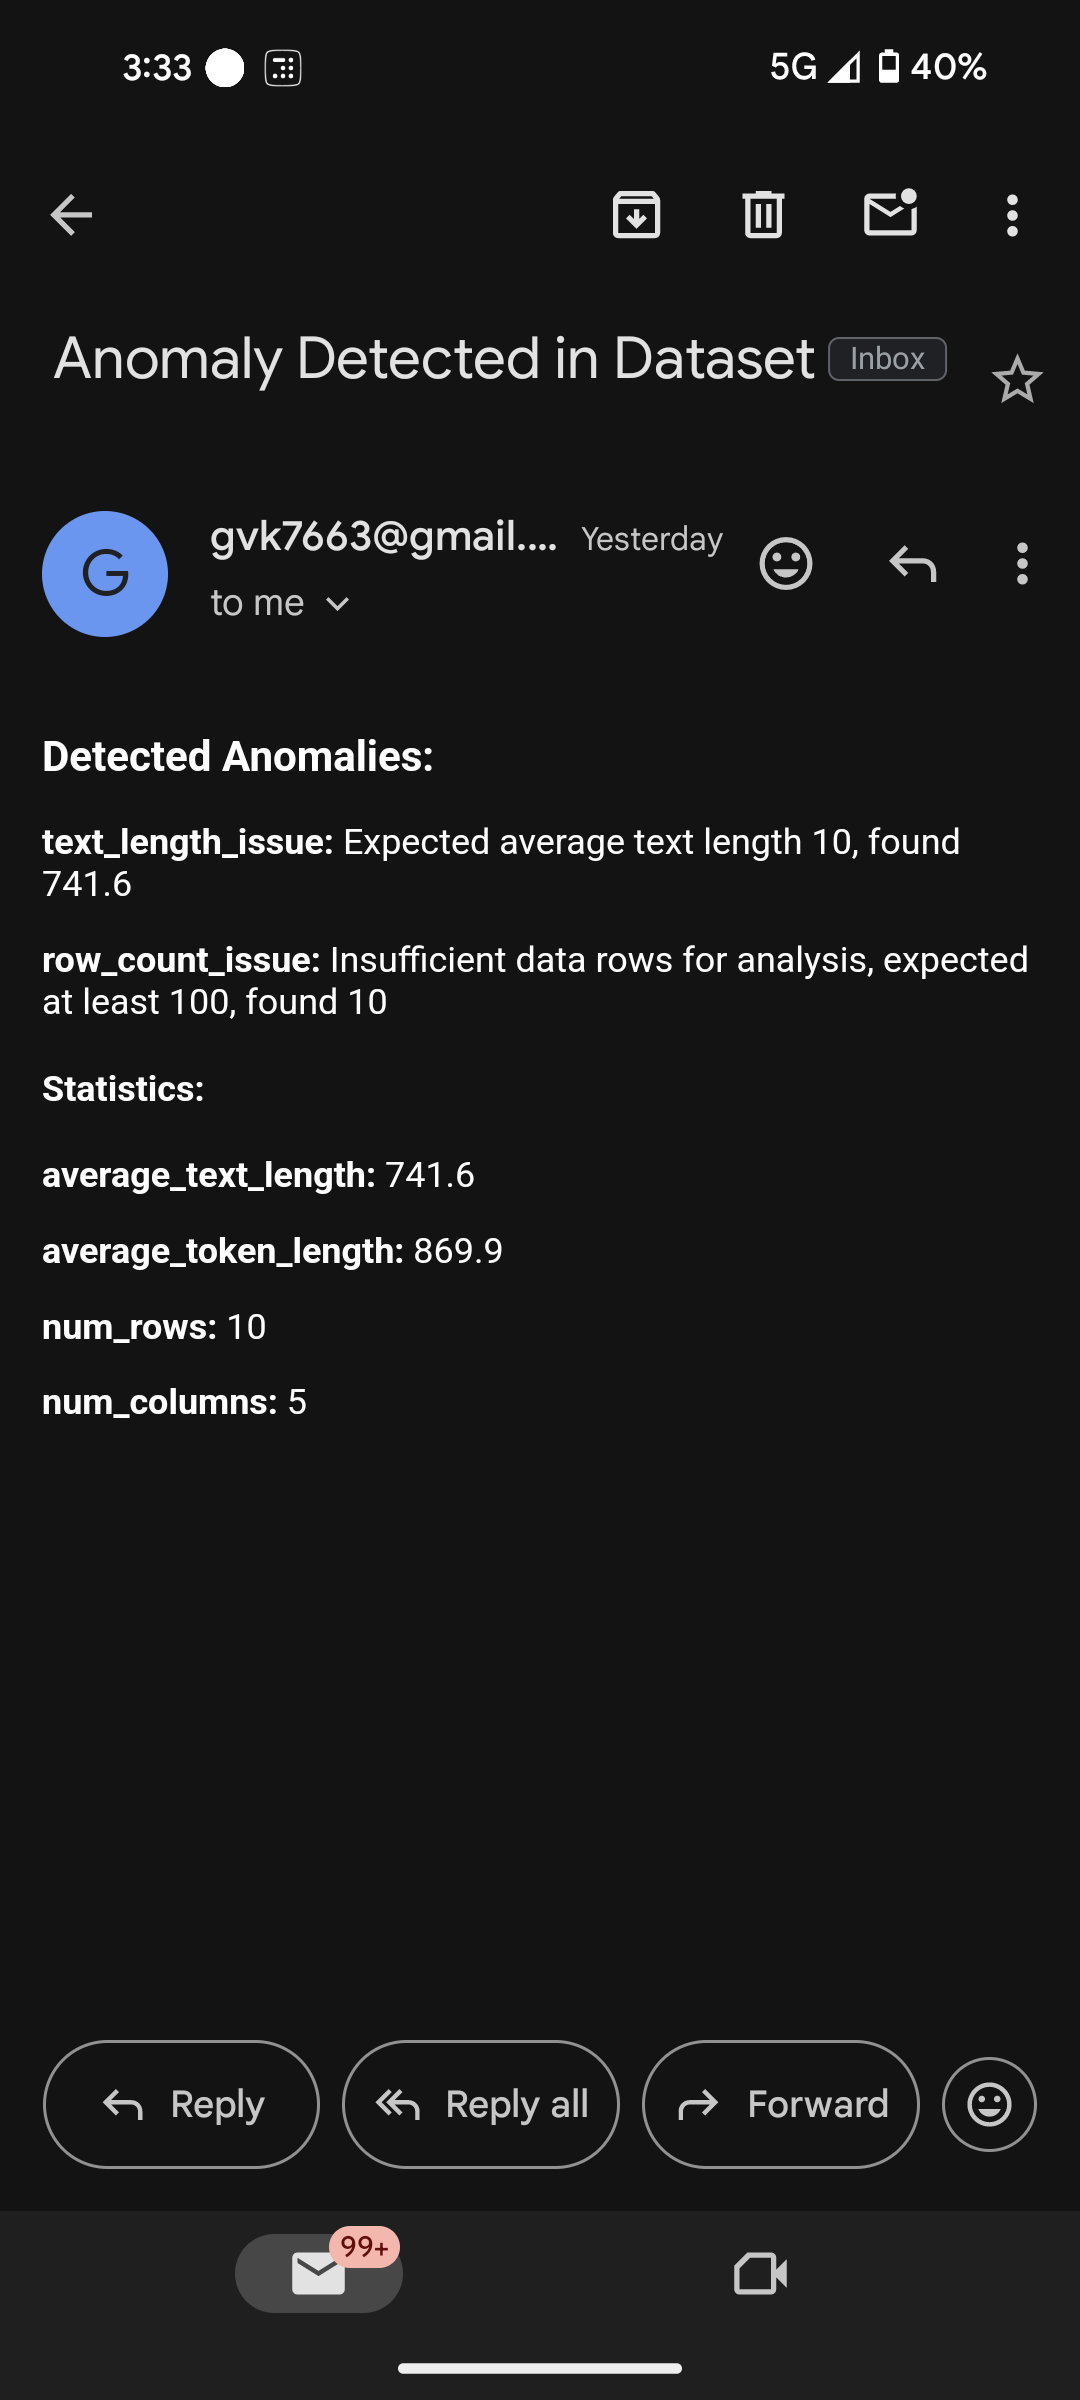 3:33 5G 40%
Anomaly Detected in Dataset Inbox
G
gvk7663@gmail.... Yesterday
to me
Detected Anomalies:
text_length_issue: Expected average text length 10, found
741.6
row_count_issue: Insufficient data rows for analysis, expected
at least 100, found 10
Statistics:
average_text_length: 741.6
average_token_length: 869.9
num_rows: 10
num_columns: 5
Reply Reply all Forward
99+